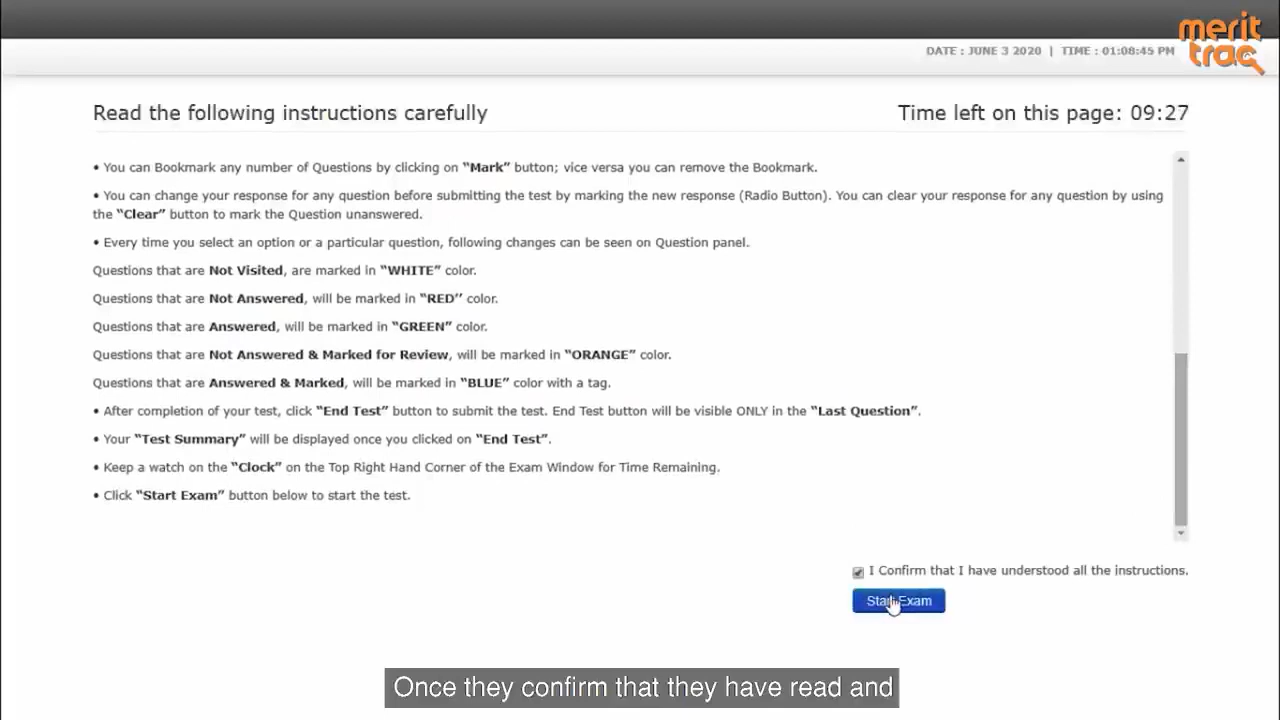 merit
trac
DATE : JUNE 3 2020 | TIME : 01:08:45 PM
Read the following instructions carefully
Time left on this page: 09:27
• You can Bookmark any number of Questions by clicking on “Mark” button; vice versa you can remove the Bookmark.
• You can change your response for any question before submitting the test by marking the new response (Radio Button). You can clear your response for any question by using
the “Clear” button to mark the Question unanswered.
• Every time you select an option or a particular question, following changes can be seen on Question panel.
Questions that are Not Visited, are marked in “WHITE” color.
Questions that are Not Answered, will be marked in “RED’’ color.
Questions that are Answered, will be marked in “GREEN” color.
Questions that are Not Answered & Marked for Review, will be marked in “ORANGE” color.
Questions that are Answered & Marked, will be marked in “BLUE” color with a tag.
• After completion of your test, click “End Test” button to submit the test. End Test button will be visible ONLY in the “Last Question”.
• Your “Test Summary” will be displayed once you clicked on “End Test”.
• Keep a watch on the “Clock” on the Top Right Hand Corner of the Exam Window for Time Remaining.
• Click “Start Exam” button below to start the test.
I Confirm that I have understood all the instructions.
Start Exam
Once they confirm that they have read and